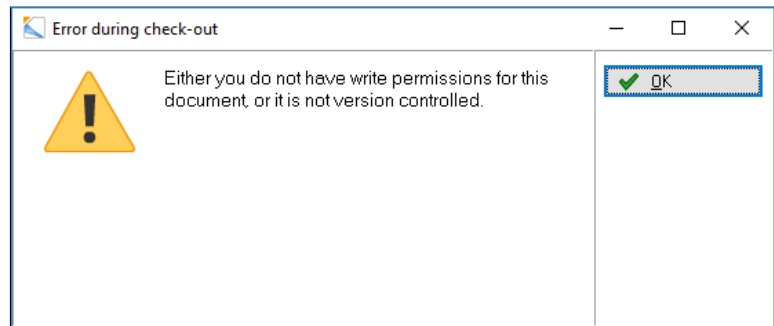 Error during check-out
Either you do not have write permissions for this
document, or it is not version controlled.
OK